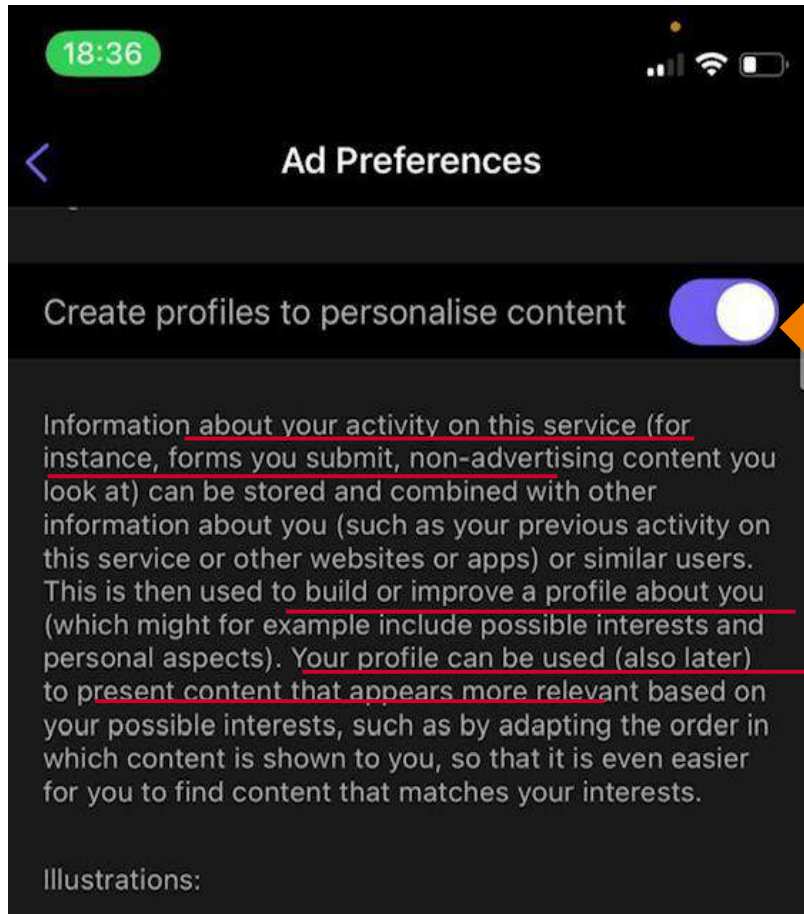 18:36
Ad Preferences
Create profiles to personalise content
Information about your activity on this service (for
instance, forms you submit, non-advertising content you
look at) can be stored and combined with other
information about you (such as your previous activity on
this service or other websites or apps) or similar users.
This is then used to build or improve a profile about you
(which might for example include possible interests and
personal aspects). Your profile can be used (also later)
to present content that appears more relevant based on
your possible interests, such as by adapting the order in
which content is shown to you, so that it is even easier
for you to find content that matches your interests.
Illustrations: